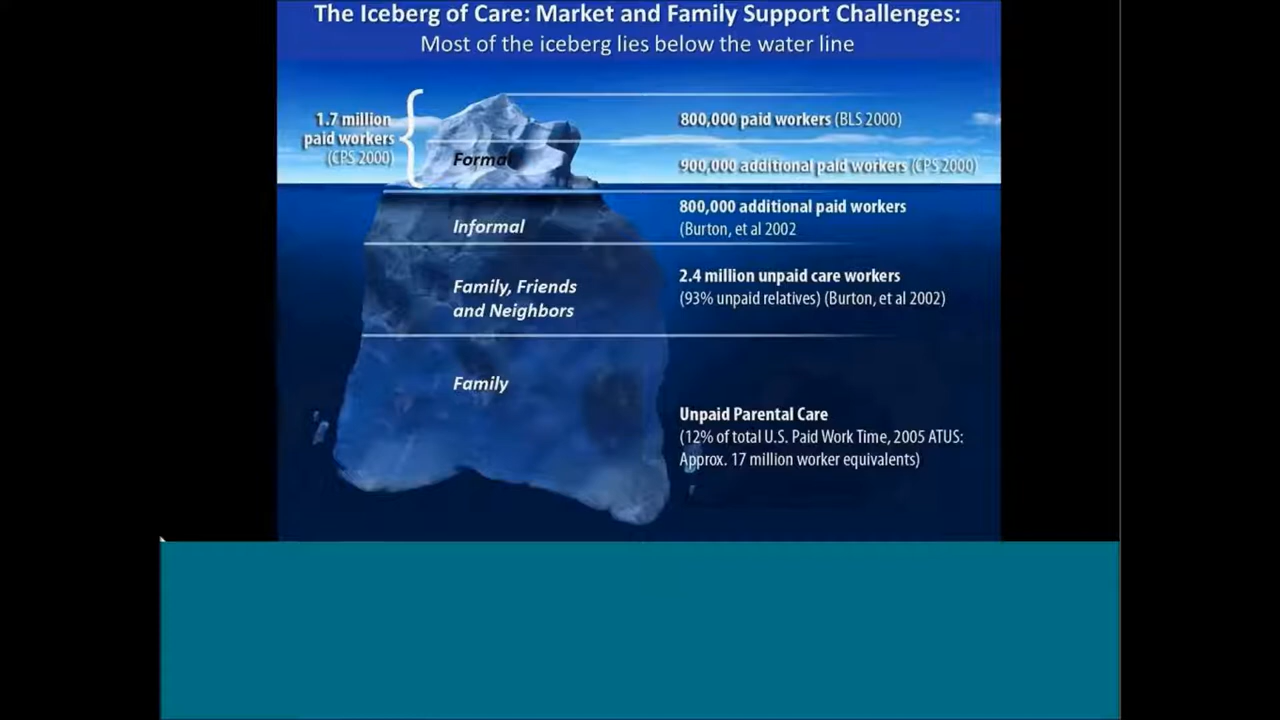 The Iceberg of Care: Market and Family Support Challenges:
Most of the iceberg lies below the water line
1.7 million
paid workers
(CPS 2000)
800,000 paid workers (BLS 2000)
Formal
900,000 additional paid workers (CPS 2000)
Informal
800,000 additional paid workers
(Burton, et al 2002
Family, Friends
and Neighbors
2.4 million unpaid care workers
(93% unpaid relatives) (Burton, et al 2002)
Family
Unpaid Parental Care
(12% of total U.S. Paid Work Time, 2005 ATUS:
Approx. 17 million worker equivalents)